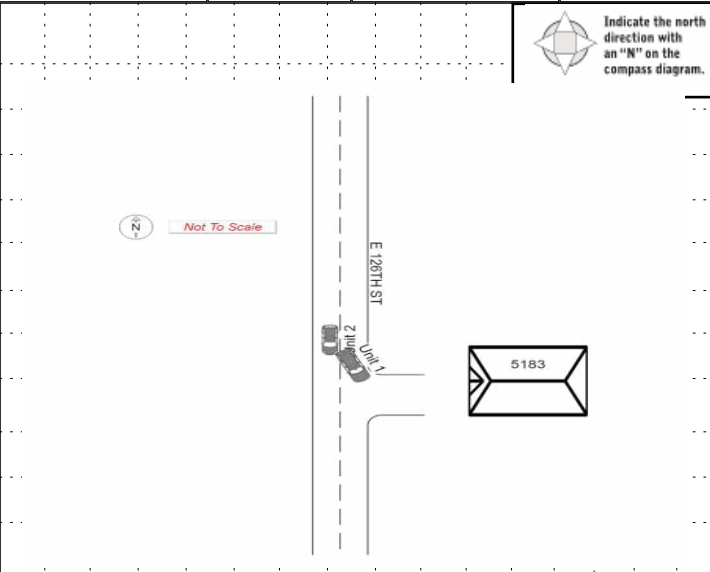 Indicate the north
direction with
an “N” on the
compass diagram.
N
Not To Scale
E 126TH ST
Unit 2
Unit 1
5183